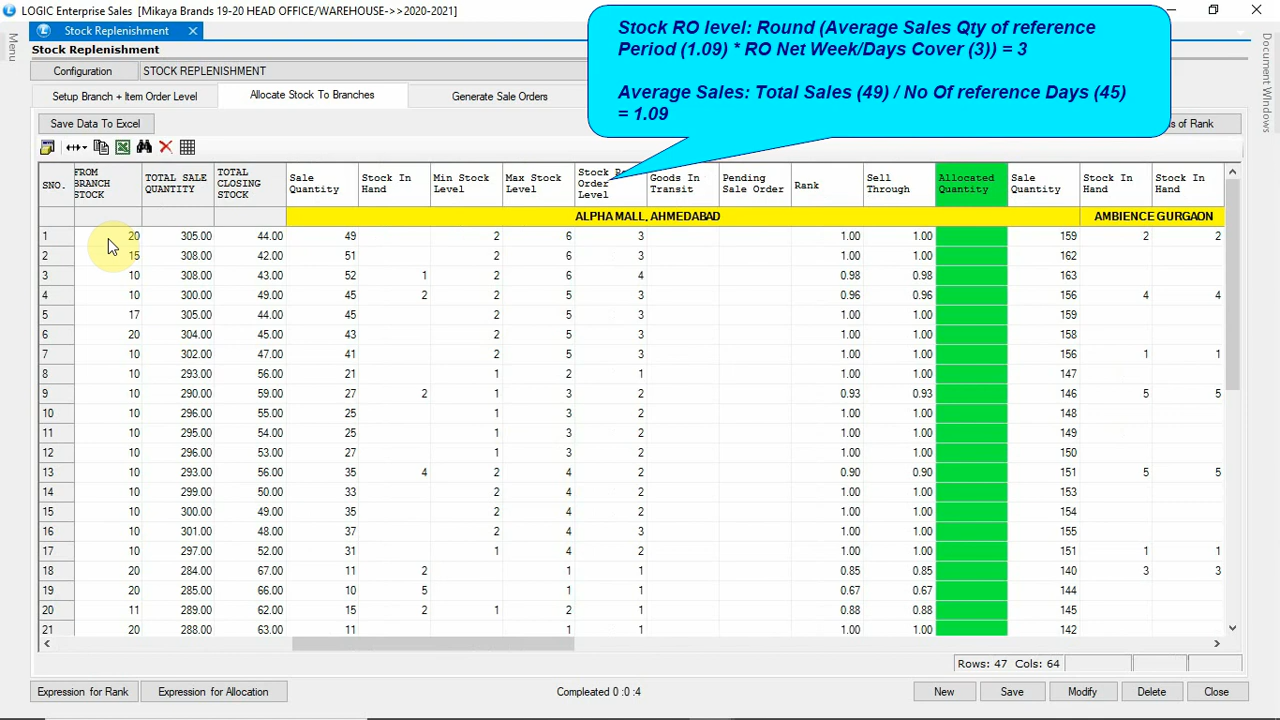 LOGIC Enterprise Sales [Mikaya Brands 19-20 HEAD OFFICE/WAREHOUSE->>2020-2021]
Menu
Stock Replenishment
Stock Replenishment
Configuration STOCK REPLENISHMENT
Setup Branch + Item Order Level Allocate Stock To Branches Generate Sale Orders
Stock RO level: Round (Average Sales Qty of reference
Period (1.09) * RO Net Week/Days Cover (3)) = 3
Average Sales: Total Sales (49) / No Of reference Days (45)
= 1.09
Document Windows
Save Data To Excel s of Rank
SNO. FROM BRANCH STOCK TOTAL SALE QUANTITY TOTAL CLOSING STOCK Sale Quantity Stock In Hand Min Stock Level Max Stock Level Stock Order Level Goods In Transit Pending Sale Order Rank Sell Through Allocated Quantity Sale Quantity Stock In Hand Stock In Hand
ALPHA MALL, AHMEDABAD AMBIENCE GURGAON
1 20 305.00 44.00 49 2 6 3 1.00 1.00 159 2 2
2 15 308.00 42.00 51 2 6 3 1.00 1.00 162
3 10 308.00 43.00 52 1 2 6 4 0.98 0.98 163
4 10 300.00 49.00 45 2 2 5 3 0.96 0.96 156 4 4
5 17 305.00 44.00 45 2 5 3 1.00 1.00 159
6 20 304.00 45.00 43 2 5 3 1.00 1.00 158
7 10 302.00 47.00 41 2 5 3 1.00 1.00 156 1 1
8 10 293.00 56.00 21 1 2 1 1.00 1.00 147
9 10 290.00 59.00 27 2 1 3 2 0.93 0.93 146 5 5
10 10 296.00 55.00 25 1 3 2 1.00 1.00 148
11 10 295.00 54.00 25 1 3 2 1.00 1.00 149
12 10 296.00 53.00 27 1 3 2 1.00 1.00 150
13 10 293.00 56.00 35 4 2 4 2 0.90 0.90 151 5 5
14 10 299.00 50.00 33 2 4 2 1.00 1.00 153
15 10 300.00 49.00 35 2 4 2 1.00 1.00 154
16 10 301.00 48.00 37 2 4 3 1.00 1.00 155
17 10 297.00 52.00 31 1 4 2 1.00 1.00 151 1 1
18 20 284.00 67.00 11 2 1 1 0.85 0.85 140 3 3
19 20 285.00 66.00 10 5 1 1 0.67 0.67 144
20 11 289.00 62.00 15 2 1 2 1 0.88 0.88 145
21 20 288.00 63.00 11 1 1 1.00 1.00 142
Rows: 47 Cols: 64
Expression for Rank Expression for Allocation Compleated 0 :0 :4 New Save Modify Delete Close